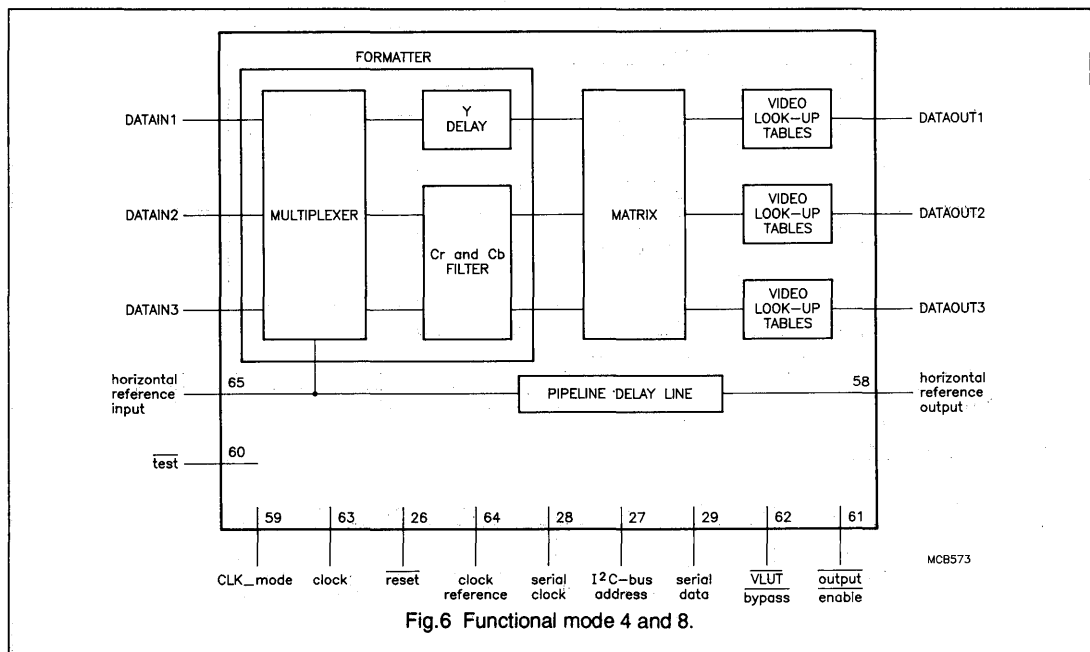 FORMATTER
DATAIN1
DATAIN2
DATAIN3
MULTIPLEXER
Y
DELAY
Cr and Cb
FILTER
MATRIX
VIDEO
LOOK-UP
TABLES
VIDEO
LOOK-UP
TABLES
VIDEO
LOOK-UP
TABLES
DATAOUT1
DATAOUT2
DATAOUT3
horizontal
reference
input
65
PIPELINE DELAY LINE
58
horizontal
reference
output
test
60
59
63
26
64
28
27
29
62
61
CLK_mode
clock
reset
clock
reference
serial
clock
I²C-bus
address
serial
data
VLUT
bypass
output
enable
MCB573
Fig.6 Functional mode 4 and 8.